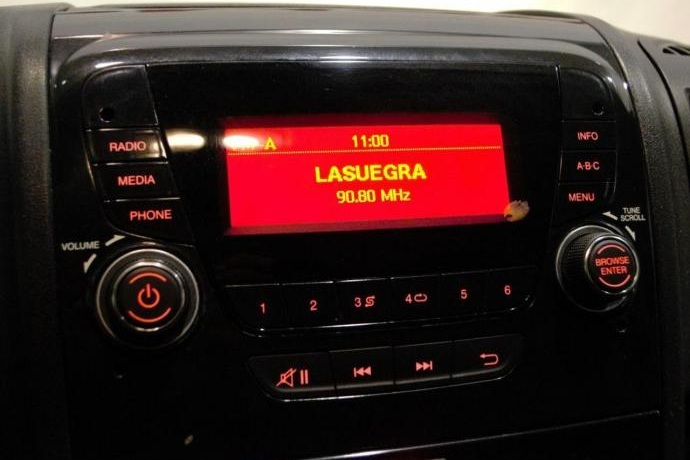 A 11:00
LASUEGRA
90.80 MHz
RADIO
MEDIA
PHONE
INFO
A·B·C
MENU
VOLUME
TUNE
SCROLL
BROWSE
ENTER
1 2 3 4 5 6